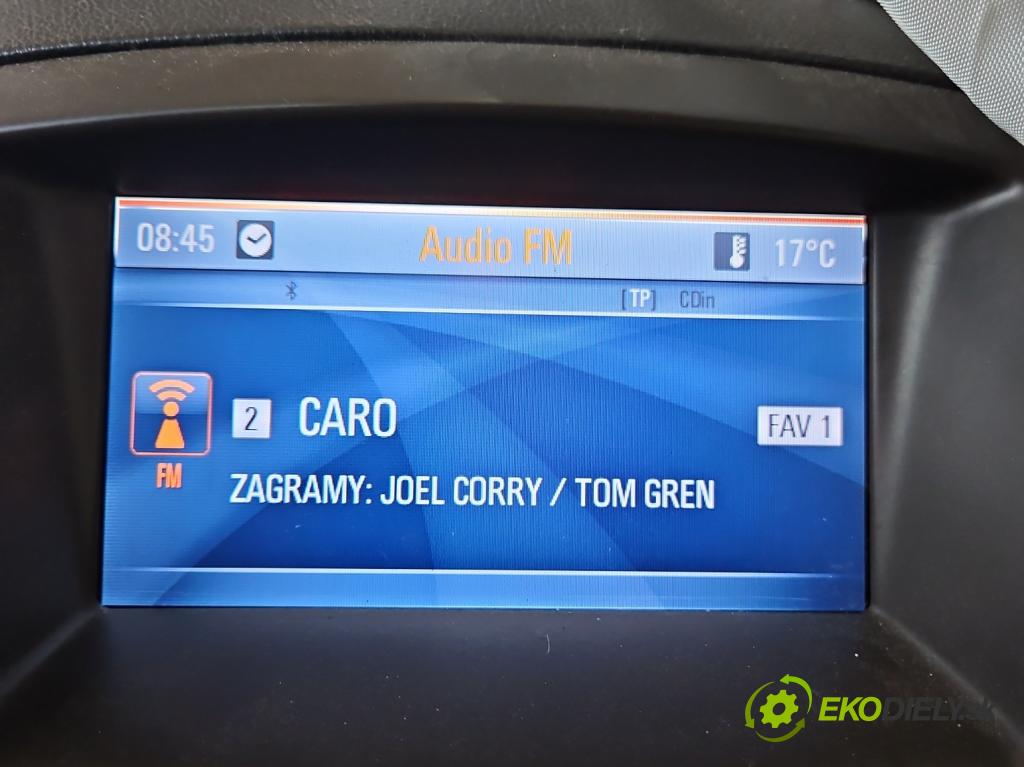 08:45 Audio FM 17°C
[TP] CDin
2 CARO FAV 1
FM
ZAGRAMY: JOEL CORRY / TOM GREN
EKODIELY.SK